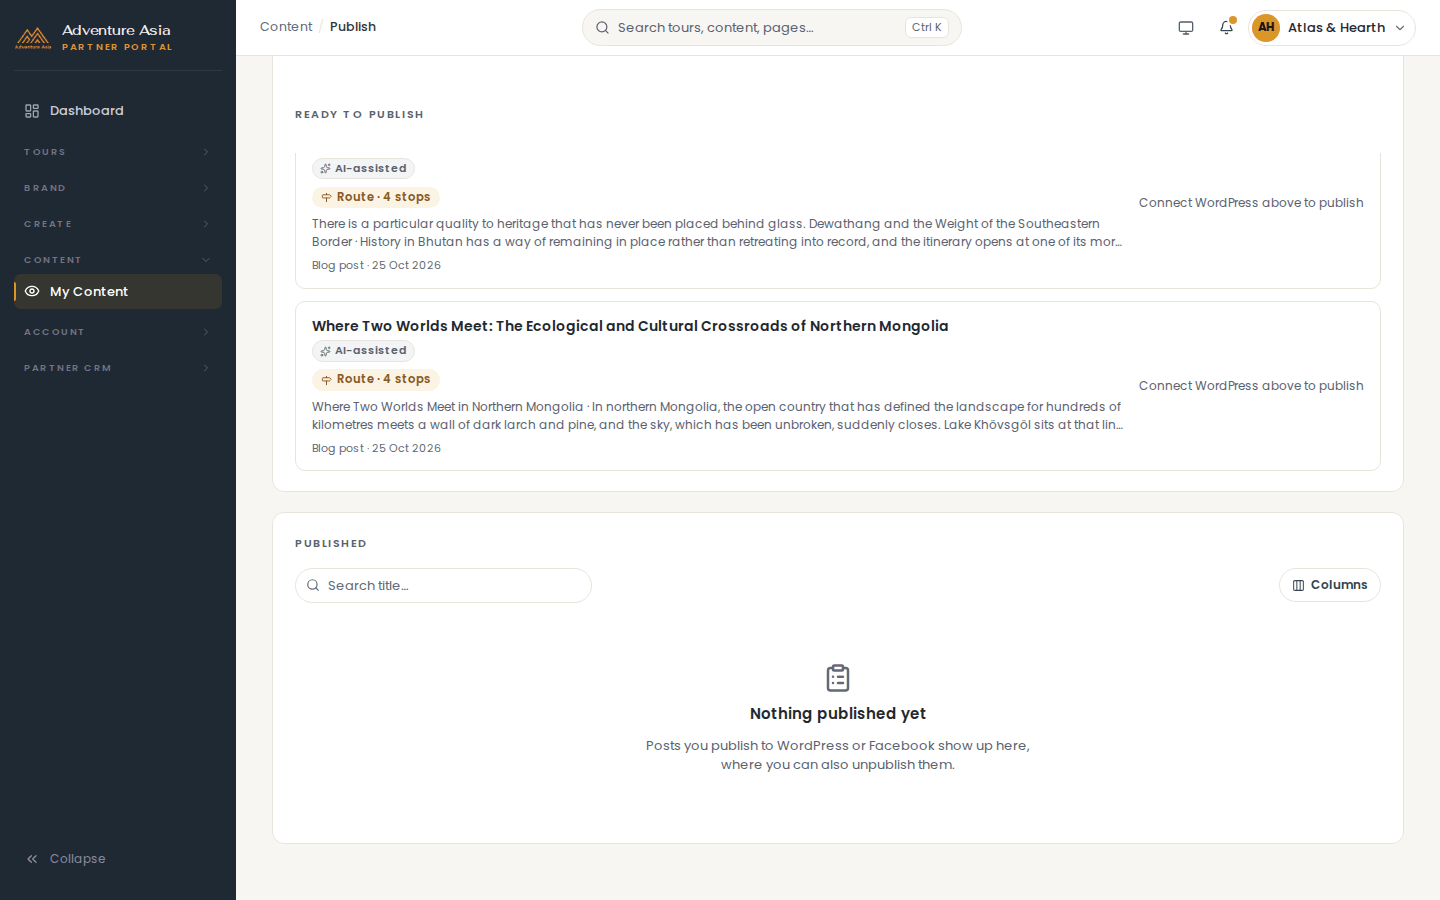 Adventure Asia
PARTNER PORTAL
Adventure Asia
Content / Publish
Search tours, content, pages...
Ctrl K
AH
Atlas & Hearth
Dashboard
TOURS
BRAND
CREATE
CONTENT
My Content
ACCOUNT
PARTNER CRM
Collapse
READY TO PUBLISH
AI-assisted
Route · 4 stops
There is a particular quality to heritage that has never been placed behind glass. Dewathang and the Weight of the Southeastern
Border · History in Bhutan has a way of remaining in place rather than retreating into record, and the itinerary opens at one of its mor...
Blog post · 25 Oct 2026
Connect WordPress above to publish
Where Two Worlds Meet: The Ecological and Cultural Crossroads of Northern Mongolia
AI-assisted
Route · 4 stops
Where Two Worlds Meet in Northern Mongolia · In northern Mongolia, the open country that has defined the landscape for hundreds of
kilometres meets a wall of dark larch and pine, and the sky, which has been unbroken, suddenly closes. Lake Khövsgöl sits at that lin...
Blog post · 25 Oct 2026
Connect WordPress above to publish
PUBLISHED
Search title...
Columns
Nothing published yet
Posts you publish to WordPress or Facebook show up here,
where you can also unpublish them.